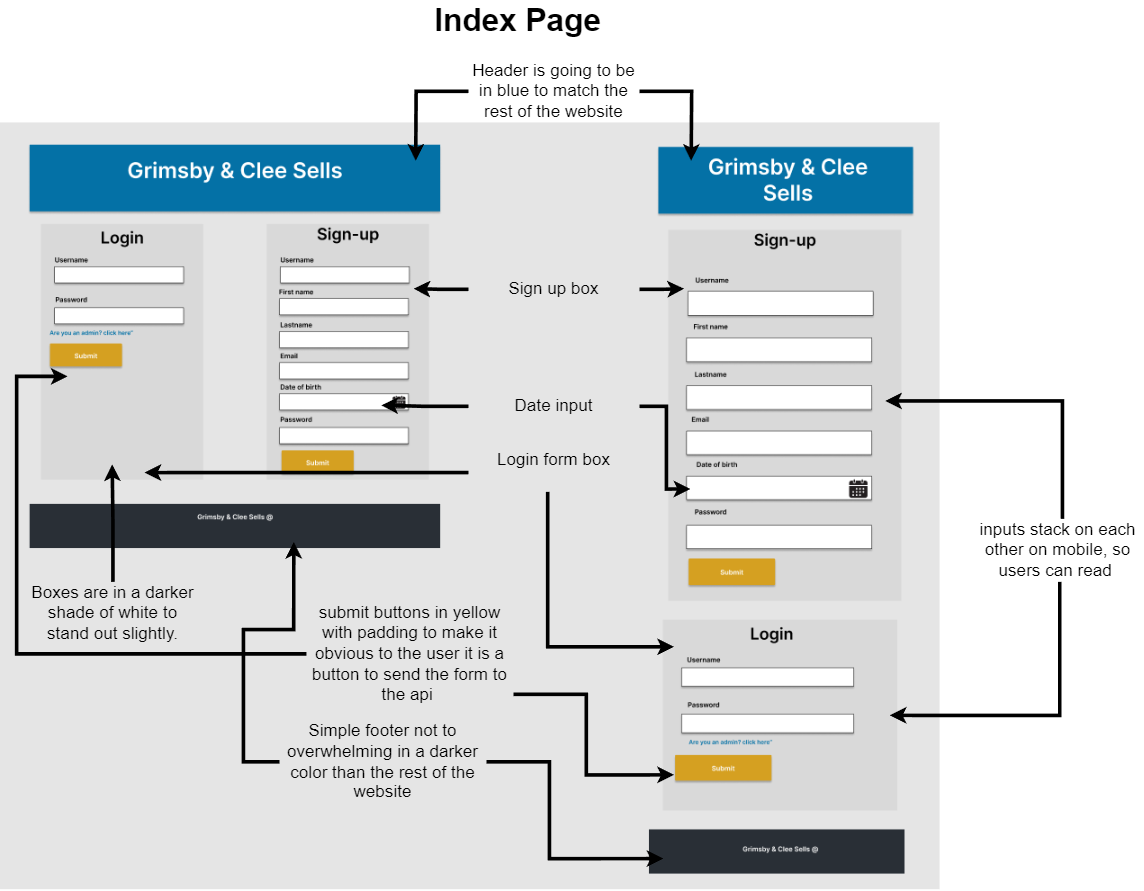 Index Page
Header is going to be
in blue to match the
rest of the website
Grimsby & Clee Sells
Login
Username
Password
Are you an admin? click here"
Submit
Sign-up
Username
First name
Lastname
Email
Date of birth
Password
Submit
Grimsby & Clee Sells @
Sign up box
Date input
Login form box
Boxes are in a darker
shade of white to
stand out slightly.
submit buttons in yellow
with padding to make it
obvious to the user it is a
button to send the form to
the api
Simple footer not to
overwhelming in a darker
color than the rest of the
website
Grimsby & Clee
Sells
Sign-up
Username
First name
Lastname
Email
Date of birth
Password
Submit
Login
Username
Password
Are you an admin? click here"
Submit
Grimsby & Clee Sells @
inputs stack on each
other on mobile, so
users can read